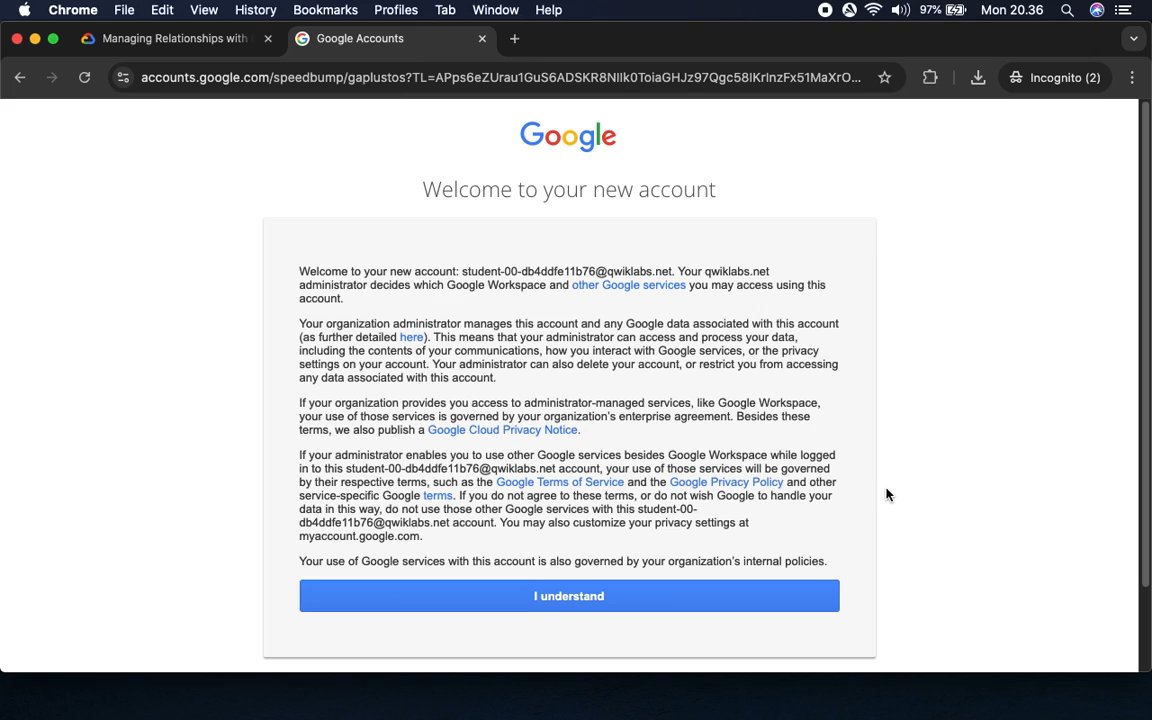 Chrome File Edit View History Bookmarks Profiles Tab Window Help 97% Mon 20.36
Managing Relationships with Google Accounts
accounts.google.com/speedbump/gaplustos?TL=APps6eZUrau1GuS6ADSKR8NIlk0ToiaGHJz97Qgc58lKrlnzFx51MaXrO... Incognito (2)
Google
Welcome to your new account
Welcome to your new account: student-00-db4ddfe11b76@qwiklabs.net. Your qwiklabs.net
administrator decides which Google Workspace and other Google services you may access using this
account.
Your organization administrator manages this account and any Google data associated with this account
(as further detailed here). This means that your administrator can access and process your data,
including the contents of your communications, how you interact with Google services, or the privacy
settings on your account. Your administrator can also delete your account, or restrict you from accessing
any data associated with this account.
If your organization provides you access to administrator-managed services, like Google Workspace,
your use of those services is governed by your organization's enterprise agreement. Besides these
terms, we also publish a Google Cloud Privacy Notice.
If your administrator enables you to use other Google services besides Google Workspace while logged
in to this student-00-db4ddfe11b76@qwiklabs.net account, your use of those services will be governed
by their respective terms, such as the Google Terms of Service and the Google Privacy Policy and other
service-specific Google terms. If you do not agree to these terms, or do not wish Google to handle your
data in this way, do not use those other Google services with this student-00-
db4ddfe11b76@qwiklabs.net account. You may also customize your privacy settings at
myaccount.google.com.
Your use of Google services with this account is also governed by your organization's internal policies.
I understand